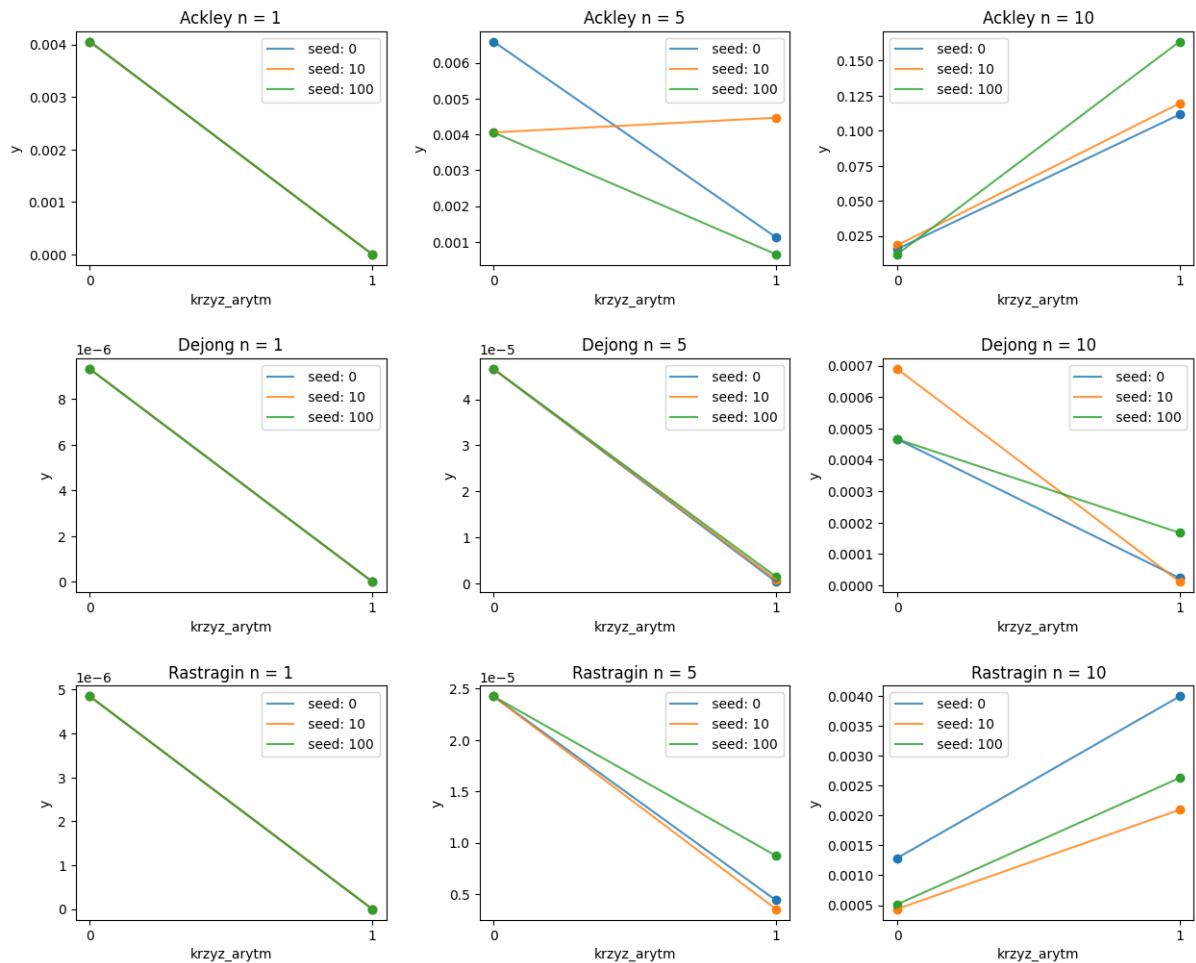 Ackley n = 1
0.004
0.003
0.002
0.001
0.000
y
seed: 0
seed: 10
seed: 100
0
1
krzyz_arytm
Ackley n = 5
0.006
0.005
0.004
0.003
0.002
0.001
y
seed: 0
seed: 10
seed: 100
0
1
krzyz_arytm
Ackley n = 10
0.150
0.125
0.100
0.075
0.050
0.025
y
seed: 0
seed: 10
seed: 100
0
1
krzyz_arytm
Dejong n = 1
1e−6
8
6
4
2
0
y
seed: 0
seed: 10
seed: 100
0
1
krzyz_arytm
Dejong n = 5
1e−5
4
3
2
1
0
y
seed: 0
seed: 10
seed: 100
0
1
krzyz_arytm
Dejong n = 10
0.0007
0.0006
0.0005
0.0004
0.0003
0.0002
0.0001
0.0000
y
seed: 0
seed: 10
seed: 100
0
1
krzyz_arytm
Rastragin n = 1
1e−6
5
4
3
2
1
0
y
seed: 0
seed: 10
seed: 100
0
1
krzyz_arytm
Rastragin n = 5
1e−5
2.5
2.0
1.5
1.0
0.5
y
seed: 0
seed: 10
seed: 100
0
1
krzyz_arytm
Rastragin n = 10
0.0040
0.0035
0.0030
0.0025
0.0020
0.0015
0.0010
0.0005
y
seed: 0
seed: 10
seed: 100
0
1
krzyz_arytm